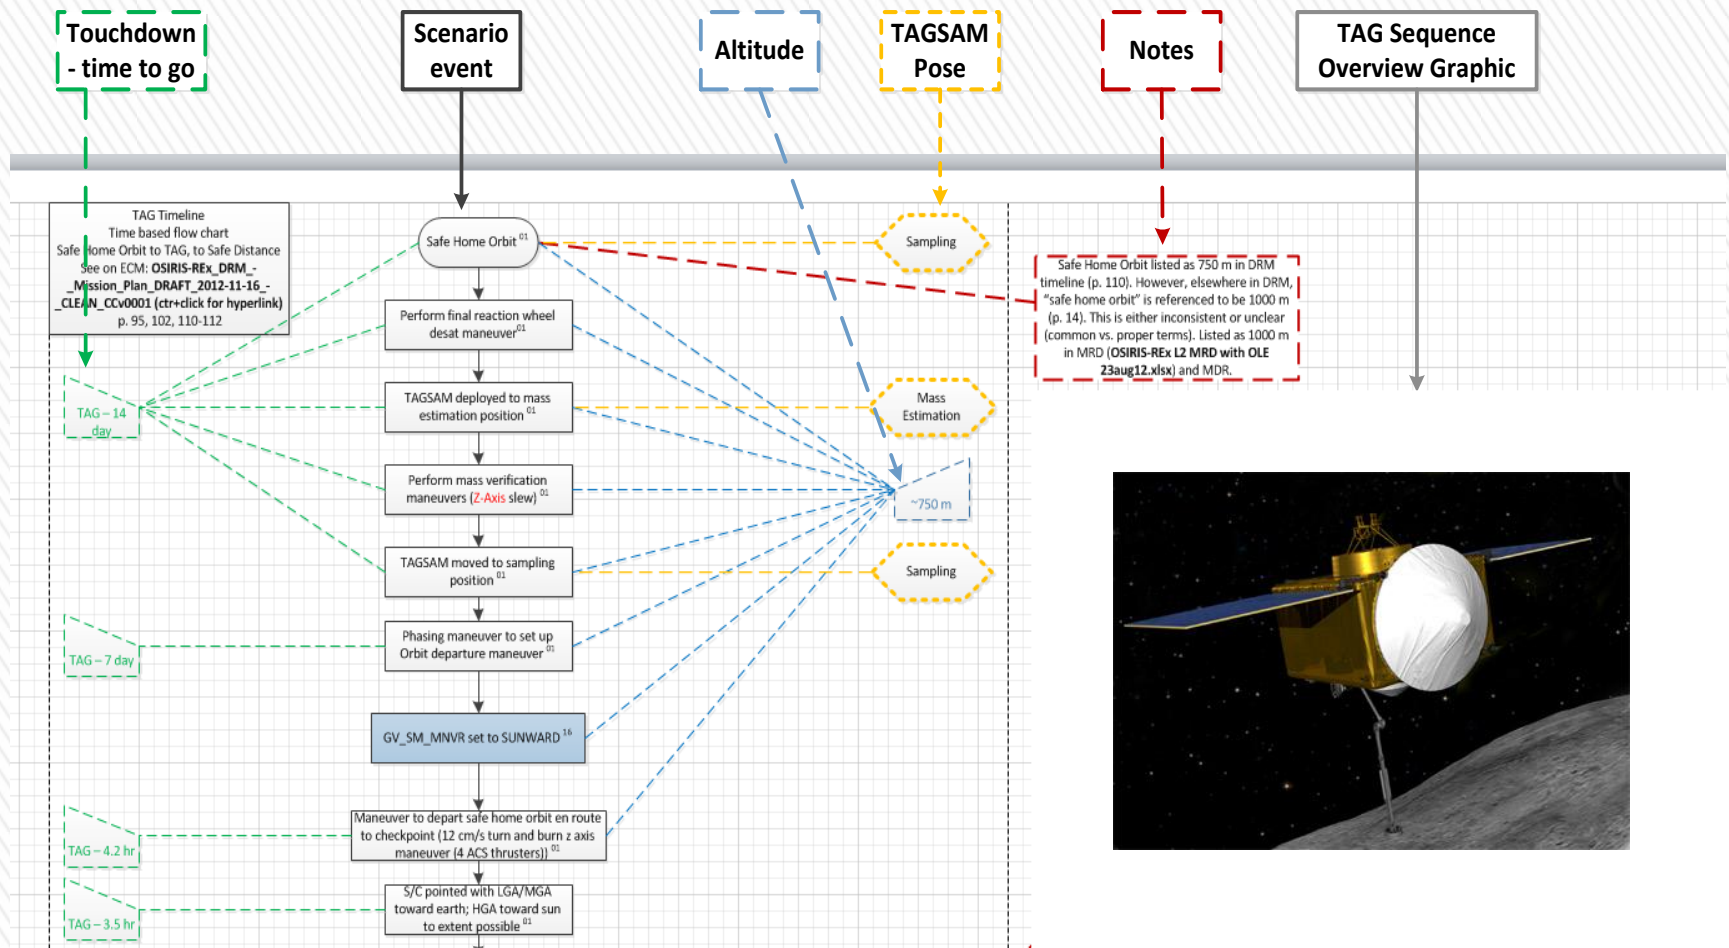 Touchdown
- time to go
Scenario
event
Altitude
TAGSAM
Pose
Notes
TAG Sequence
Overview Graphic
TAG Timeline
Time based flow chart
Safe Home Orbit to TAG, to Safe Distance
See on ECM: OSIRIS-REx_DRM_-
_Mission_Plan_DRAFT_2012-11-16_-
_CLEAN_CCv0001 (ctr+click for hyperlink)
p. 95, 102, 110-112
Safe Home Orbit 01
Sampling
Safe Home Orbit listed as 750 m in DRM
timeline (p. 110). However, elsewhere in DRM,
“safe home orbit” is referenced to be 1000 m
(p. 14). This is either inconsistent or unclear
(common vs. proper terms). Listed as 1000 m
in MRD (OSIRIS-REx L2 MRD with OLE
23aug12.xlsx) and MDR.
Perform final reaction wheel
desat maneuver 01
TAG – 14
day
TAGSAM deployed to mass
estimation position 01
Mass
Estimation
Perform mass verification
maneuvers (Z-Axis slew) 01
~750 m
TAGSAM moved to sampling
position 01
Sampling
TAG – 7 day
Phasing maneuver to set up
Orbit departure maneuver 01
GV_SM_MNVR set to SUNWARD 16
TAG – 4.2 hr
Maneuver to depart safe home orbit en route
to checkpoint (12 cm/s turn and burn z axis
maneuver (4 ACS thrusters)) 01
TAG – 3.5 hr
S/C pointed with LGA/MGA
toward earth; HGA toward sun
to extent possible 01